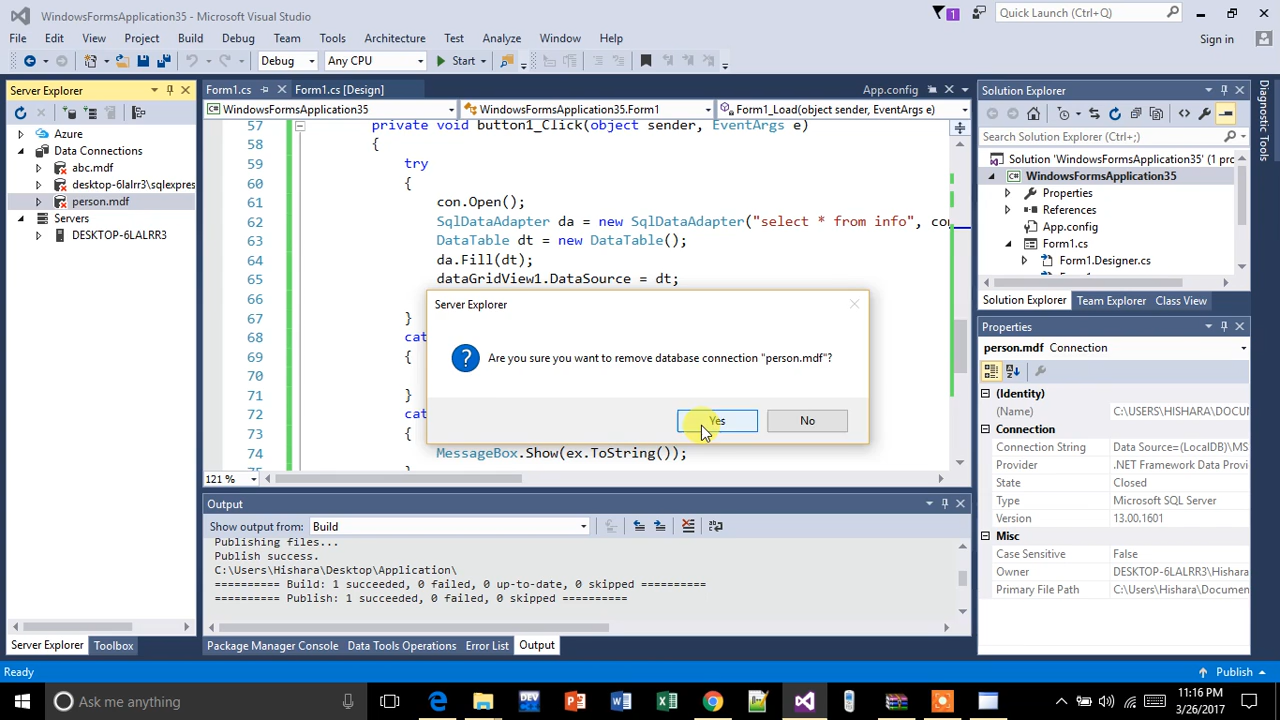 WindowsFormsApplication35 - Microsoft Visual Studio
1
Quick Launch (Ctrl+Q)
File Edit View Project Build Debug Team Tools Architecture Test Analyze Window Help
Sign in
Debug Any CPU Start
Server Explorer
Azure
Data Connections
abc.mdf
desktop-6lalrr3\sqlexpres
person.mdf
Servers
DESKTOP-6LALRR3
Server Explorer Toolbox
Form1.cs Form1.cs [Design] App.config
WindowsFormsApplication35 WindowsFormsApplication35.Form1 Form1_Load(object sender, EventArgs e)
57 private void button1_Click(object sender, EventArgs e)
58 {
59 try
60 {
61 con.Open();
62 SqlDataAdapter da = new SqlDataAdapter("select * from info", co
63 DataTable dt = new DataTable();
64 da.Fill(dt);
65 dataGridView1.DataSource = dt;
66
67 }
68 cat
69 {
70
71 }
72 cat
73 {
74 MessageBox.Show(ex.ToString());
121 %
Server Explorer
Are you sure you want to remove database connection "person.mdf"?
Yes No
Output
Show output from: Build
Publishing files...
Publish success.
C:\Users\Hishara\Desktop\Application\
========== Build: 1 succeeded, 0 failed, 0 up-to-date, 0 skipped ==========
========== Publish: 1 succeeded, 0 failed, 0 skipped ==========
Package Manager Console Data Tools Operations Error List Output
Solution Explorer
Search Solution Explorer (Ctrl+;)
Solution 'WindowsFormsApplication35' (1 pro
WindowsFormsApplication35
Properties
References
App.config
Form1.cs
Form1.Designer.cs
Solution Explorer Team Explorer Class View
Properties
person.mdf Connection
(Identity)
(Name) C:\USERS\HISHARA\DOCU
Connection
Connection String Data Source=(LocalDB)\MS
Provider .NET Framework Data Provi
State Closed
Type Microsoft SQL Server
Version 13.00.1601
Misc
Case Sensitive False
Owner DESKTOP-6LALRR3\Hishara
Primary File Path C:\Users\Hishara\Document
Diagnostic Tools
Ready
Publish
Ask me anything
DEV
11:16 PM
3/26/2017